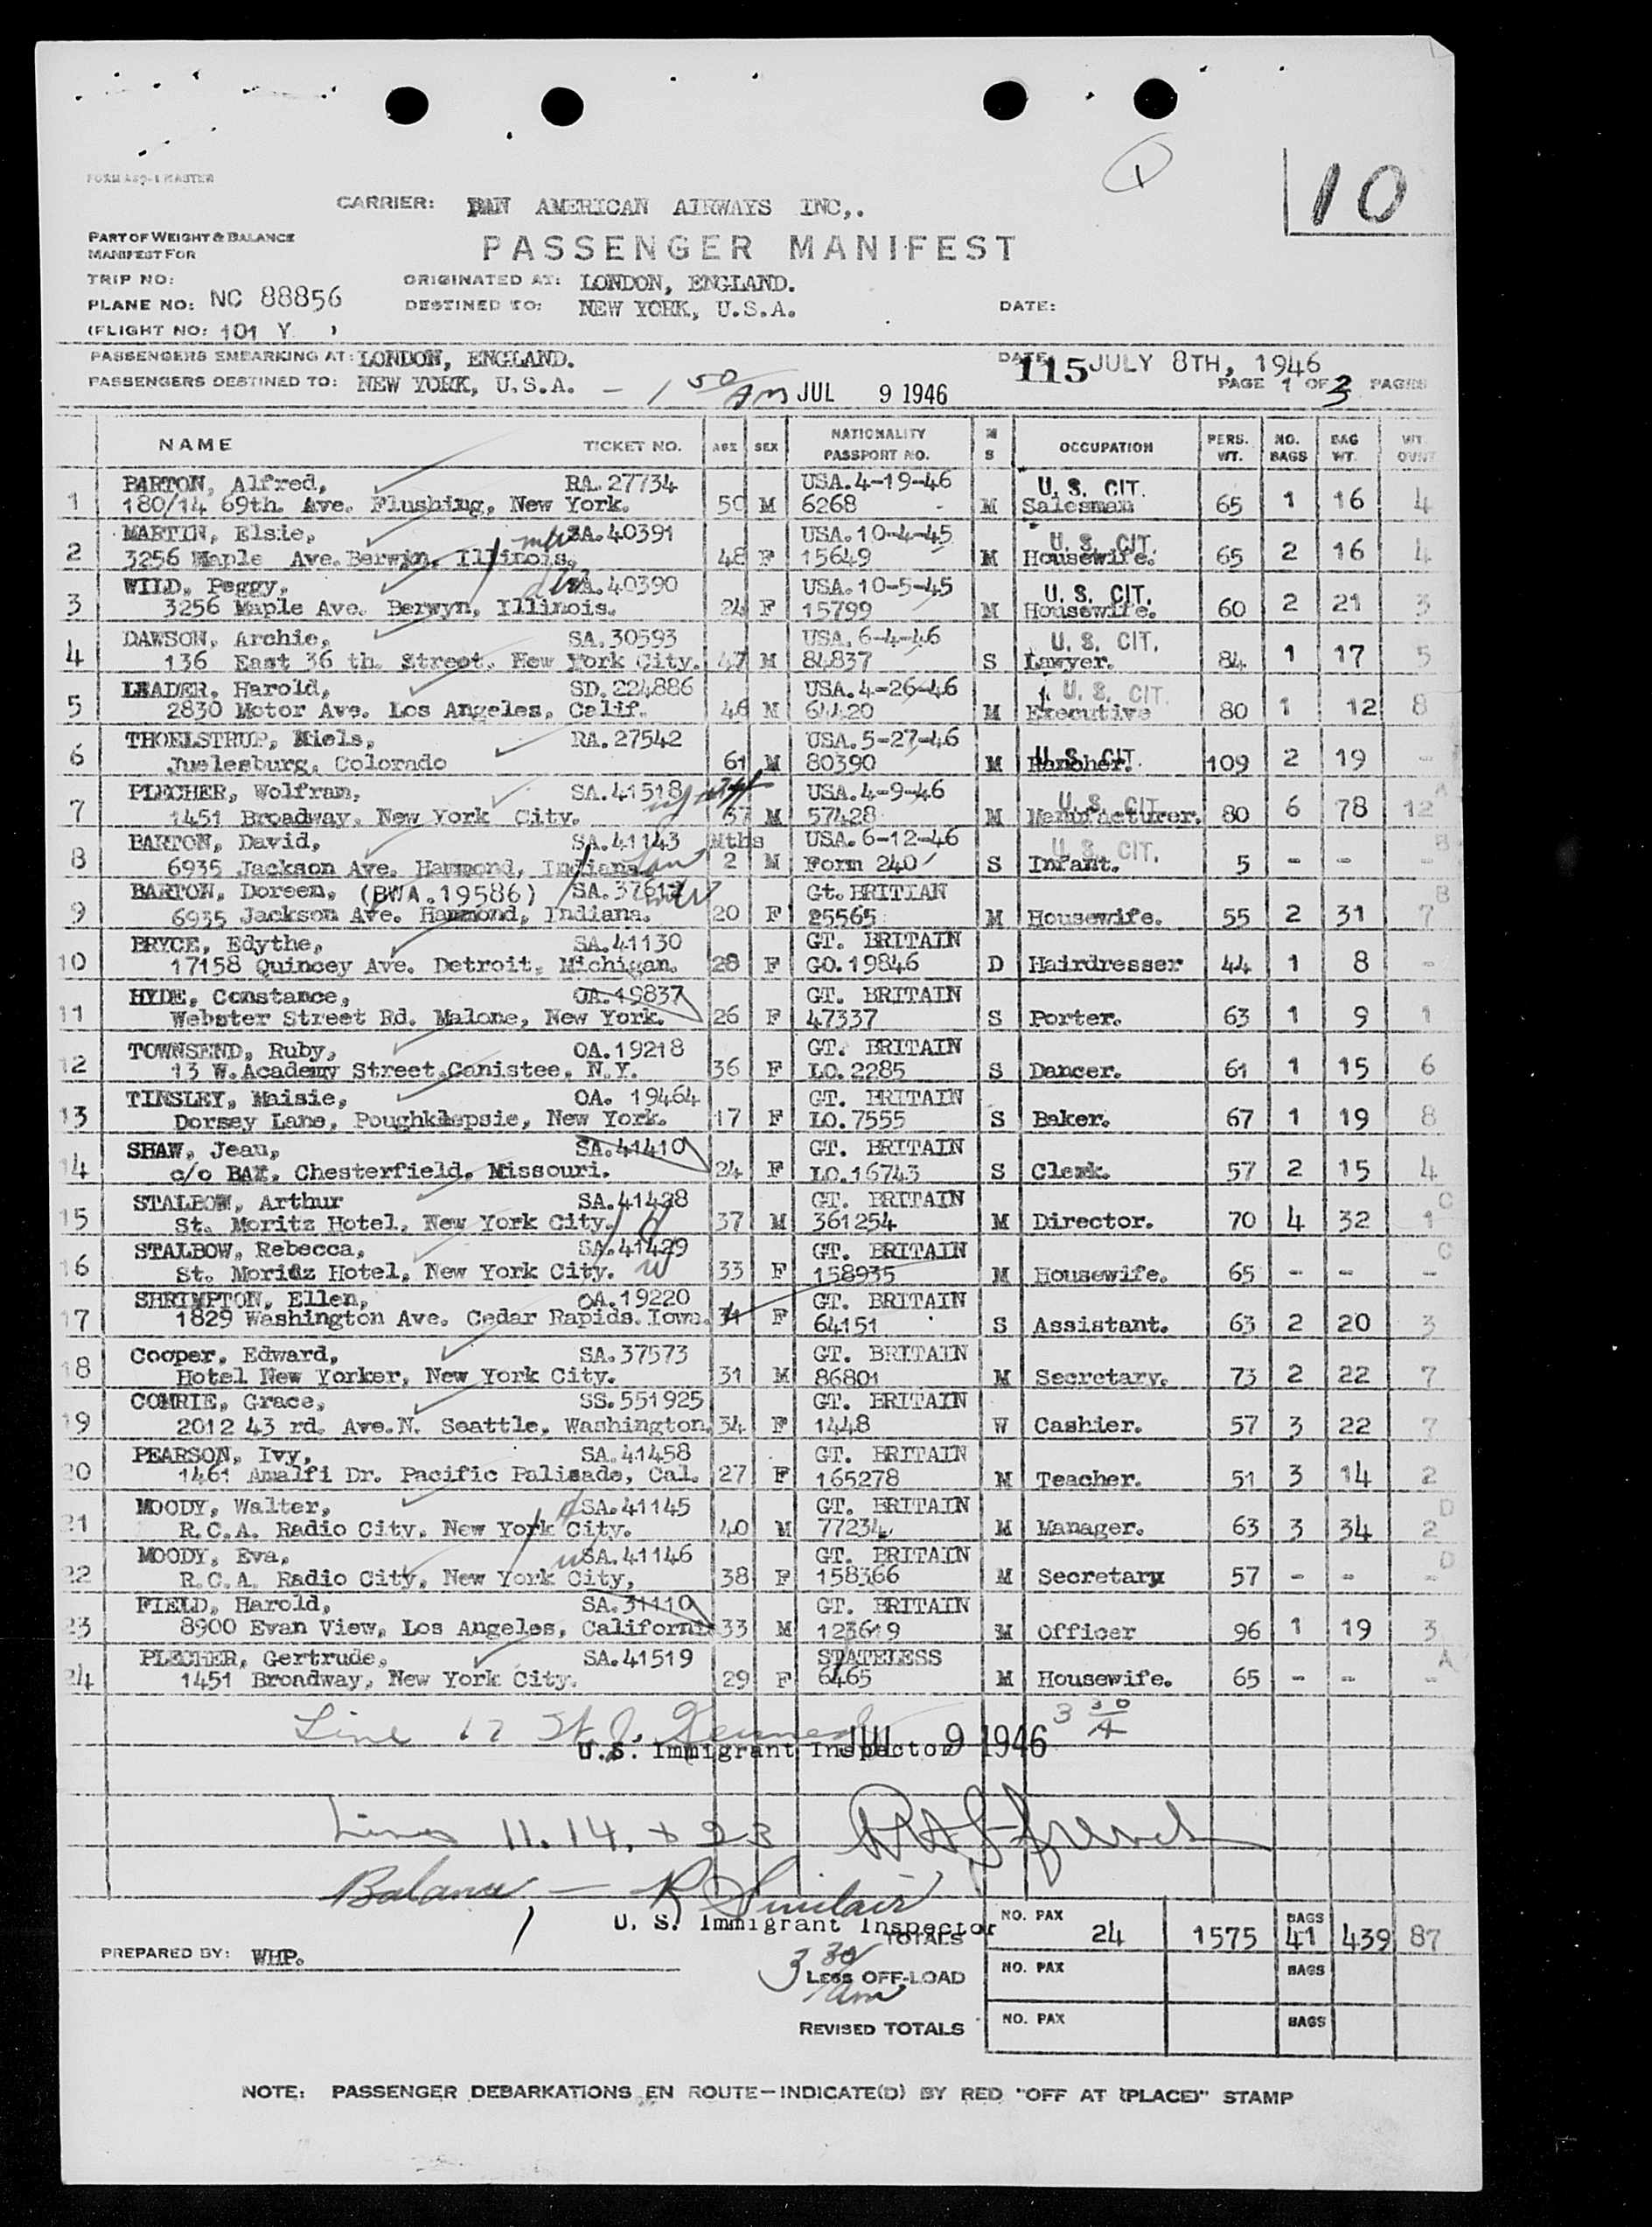 10
FORM ASO-1 MASTER
CARRIER: PAN AMERICAN AIRWAYS INC,.
PART OF WEIGHT & BALANCE
MANIFEST FOR
PASSENGER MANIFEST
TRIP NO: ORIGINATED AT: LONDON, ENGLAND.
PLANE NO: NC 88856 DESTINED TO: NEW YORK, U.S.A. DATE:
(FLIGHT NO: 101 Y )
PASSENGERS EMBARKING AT: LONDON, ENGLAND. DATE 115 JULY 8TH, 1946
PASSENGERS DESTINED TO: NEW YORK, U.S.A. - 1 50 AM JUL 9 1946 PAGE 1 OF 3 PAGES
NAME TICKET NO. AGE SEX NATIONALITY PASSPORT NO. M S OCCUPATION PERS. WT. NO. BAGS BAG WT. WT. OVWT
1 BARTON, Alfred, RA.27734 USA.4-19-46 U. S. CIT.
180/14 69th. Ave. Flushing, New York. 50 M 6268 M Salesman 65 1 16 4
2 MARTIN, Elsie, SA.40391 USA.10-4-45 U. S. CIT.
3256 Maple Ave. Berwyn, Illinois. 48 F 15649 M Housewife. 65 2 16 4
3 WILD, Peggy, SA.40390 USA.10-5-45 U. S. CIT.
3256 Maple Ave. Berwyn, Illinois. 24 F 15799 M Housewife. 60 2 21 3
4 DAWSON, Archie, SA.30593 USA.6-4-46 U. S. CIT.
136 East 36 th. Street. New York City. 47 M 84837 S Lawyer. 84 1 17 5
5 LEADER, Harold, SD.224886 USA.4-26-46 U. S. CIT.
2830 Motor Ave. Los Angeles, Calif. 46 M 64420 M Executive 80 1 12 8
6 THOELSTRUP, Niels, RA.27542 USA.5-27-46 U. S. CIT.
Juelesburg, Colorado 61 M 80390 M Rancher. 109 2 19 -
7 PLECHER, Wolfram, SA.41518 USA.4-9-46 U. S. CIT. A
1451 Broadway, New York City. 37 M 57428 M Manufacturer. 80 6 78 12
8 BARTON, David, SA.41143 Mths USA.6-12-46 U. S. CIT. B
6935 Jackson Ave. Hammond, Indiana. 2 M Form 240 S Infant. 5 - - -
9 BARTON, Doreen, (BWA.19586) SA.37612 Gt.BRITIAN B
6935 Jackson Ave. Hammond, Indiana. 20 F 25565 M Housewife. 55 2 31 7
10 BRYCE, Edythe, SA.41130 GT. BRITAIN
17158 Quincey Ave. Detroit, Michigan. 28 F GO.19846 D Hairdresser 44 1 8 -
11 HYDE, Constance, OA.19837 GT. BRITAIN
Webster Street Rd. Malone, New York. 26 F 47337 S Porter. 63 1 9 1
12 TOWNSEND, Ruby, OA.19218 GT. BRITAIN
13 W.Academy Street.Canistee, N.Y. 36 F LO.2285 S Dancer. 61 1 15 6
13 TINSLEY, Maisie, OA. 19464 GT. BRITAIN
Dorsey Lane, Poughkeepsie, New York. 17 F LO.7555 S Baker. 67 1 19 8
14 SHAW, Jean, SA.41410 GT. BRITAIN
c/o BAX, Chesterfield, Missouri. 24 F LO.16743 S Clerk. 57 2 15 4
15 STALBOW, Arthur SA.41428 GT. BRITAIN C
St. Moritz Hotel, New York City. 37 M 361254 M Director. 70 4 32 1
16 STALBOW, Rebecca, SA.41429 GT. BRITAIN C
St. Moritz Hotel, New York City. 33 F 158935 M Housewife. 65 - - -
17 SHRIMPTON, Ellen, OA.19220 GT. BRITAIN
1829 Washington Ave. Cedar Rapids. Iowa. 34 F 64151 S Assistant. 63 2 20 3
18 Cooper, Edward, SA.37573 GT. BRITAIN
Hotel New Yorker, New York City. 31 M 86801 M Secretary. 73 2 22 7
19 COMRIE, Grace, SS.551925 GT. BRITAIN
2012 43 rd. Ave.N. Seattle, Washington. 34 F 1448 W Cashier. 57 3 22 7
20 PEARSON, Ivy, SA.41458 GT. BRITAIN
1461 Amalfi Dr. Pacific Palisade, Cal. 27 F 165278 M Teacher. 51 3 14 2
21 MOODY, Walter, SA.41145 GT. BRITAIN D
R.C.A. Radio City, New York City. 40 M 77234 M Manager. 63 3 34 2
22 MOODY, Eva, SA.41146 GT. BRITAIN D
R.C.A. Radio City, New York City, 38 F 158366 M Secretary 57 - - -
23 FIELD, Harold, SA.31110 GT. BRITAIN
8900 Evan View, Los Angeles, California 33 M 123619 M Officer 96 1 19 3
24 PLECHER, Gertrude, SA.41519 STATELESS A
1451 Broadway, New York City. 29 F 6465 M Housewife. 65 - - -
Line 17 JUL 9 1946 3 30 A
U.S. Immigrant Inspector
Lines 11.14. + 23
Balance - R Sinclair
U. S. Immigrant Inspector
TOTALS NO. PAX 24 1575 BAGS 41 439 87
PREPARED BY: WHP.
3 30 am
LESS OFF-LOAD NO. PAX BAGS
REVISED TOTALS NO. PAX BAGS
NOTE: PASSENGER DEBARKATIONS EN ROUTE-INDICATE(D) BY RED "OFF AT (PLACE)" STAMP